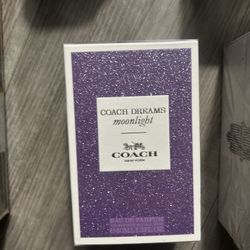 COACH DREAMS
moonlight
COACH
NEW YORK
EAU DE PARFUM